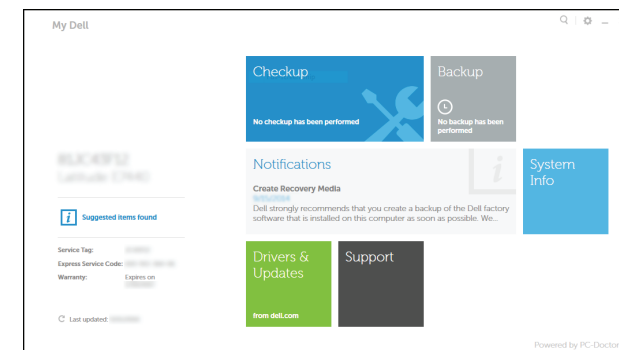 My Dell
Checkup
No checkup has been performed
Backup
No backup has been
performed
Notifications
Create Recovery Media
Dell strongly recommends that you create a backup of the Dell factory
software that is installed on this computer as soon as possible. We...
System
Info
Suggested items found
Service Tag:
Express Service Code:
Warranty: Expires on
Last updated:
Drivers &
Updates
from dell.com
Support
Powered by PC-Doctor